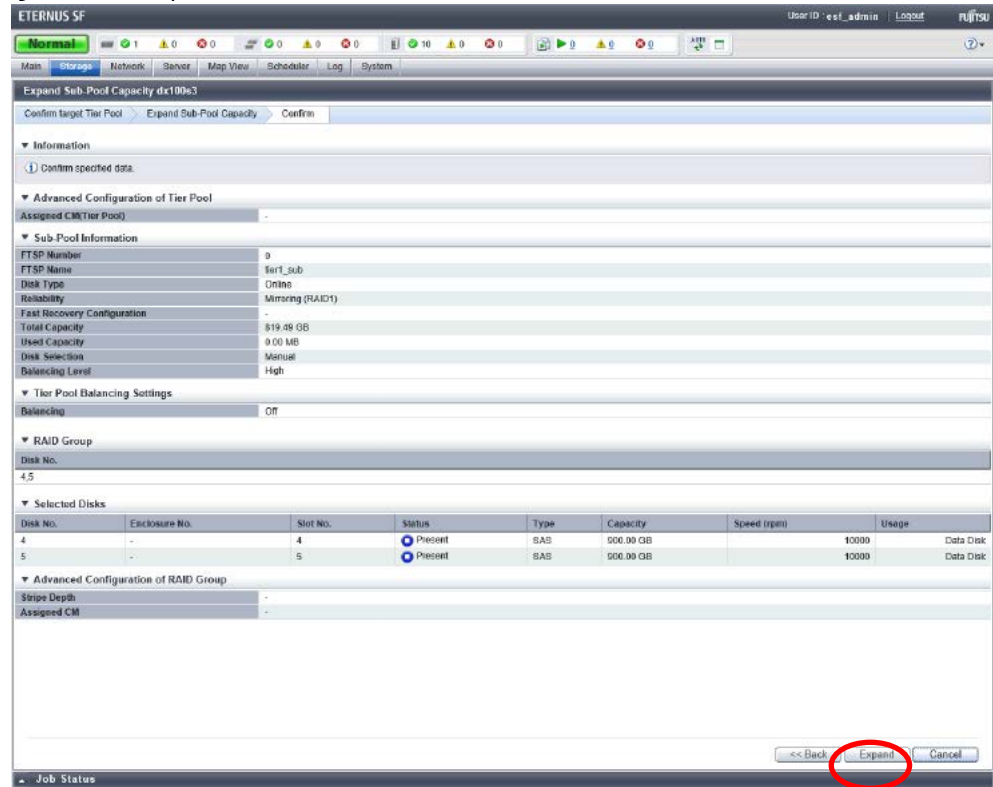 ETERNUS SF User ID : esf_admin Logout FUJITSU
Normal 1 0 0 0 0 0 10 0 0 0 0 0
Main Storage Network Server Map View Scheduler Log System
Expand Sub-Pool Capacity dx100s3
Confirm target Tier Pool Expand Sub-Pool Capacity Confirm
Information
Confirm specified data.
Advanced Configuration of Tier Pool
Assigned CM(Tier Pool) -
Sub-Pool Information
FTSP Number 0
FTSP Name tier1_sub
Disk Type Online
Reliability Mirroring (RAID1)
Fast Recovery Configuration -
Total Capacity 819.49 GB
Used Capacity 0.00 MB
Disk Selection Manual
Balancing Level High
Tier Pool Balancing Settings
Balancing Off
RAID Group
Disk No.
4,5
Selected Disks
Disk No. Enclosure No. Slot No. Status Type Capacity Speed (rpm) Usage
4 - 4 Present SAS 900.00 GB 10000 Data Disk
5 - 5 Present SAS 900.00 GB 10000 Data Disk
Advanced Configuration of RAID Group
Stripe Depth -
Assigned CM -
<< Back Expand Cancel
Job Status